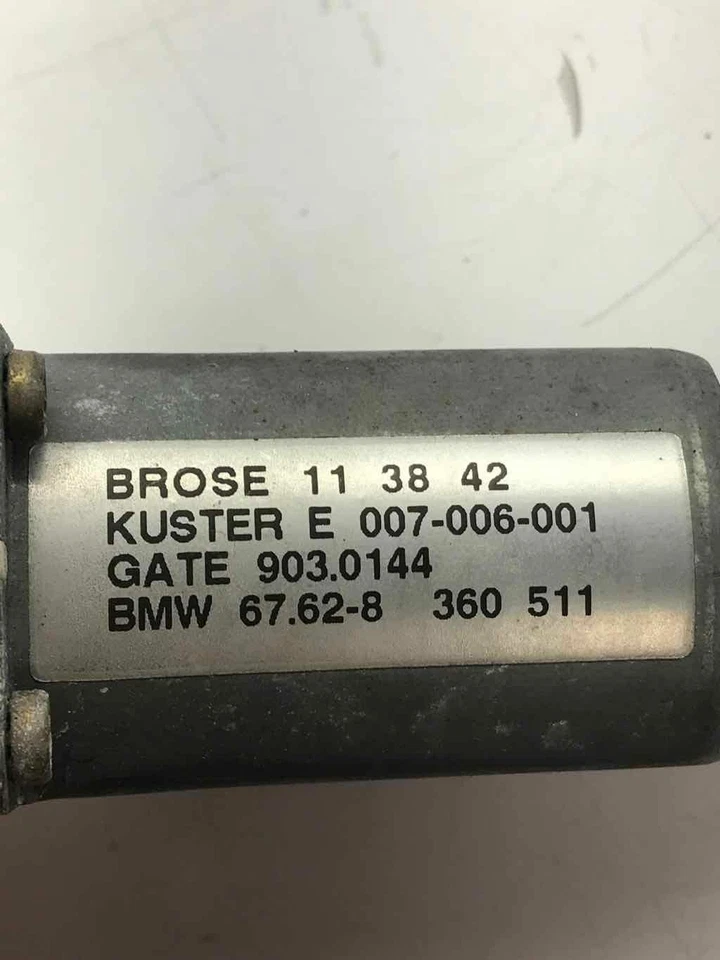 BROSE 11 38 42
KUSTER E 007-006-001
GATE 903.0144
BMW 67.62-8 360 511